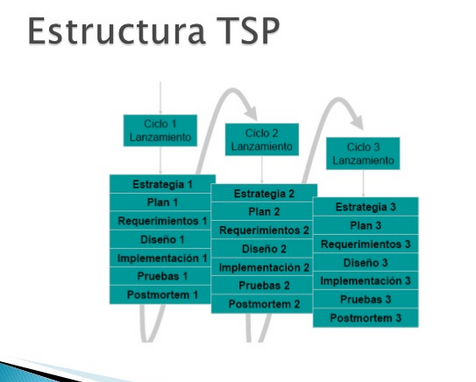 Estructura TSP
Ciclo 1
Lanzamiento
Estrategia 1
Plan 1
Requerimientos 1
Diseño 1
Implementación 1
Pruebas 1
Postmortem 1
Ciclo 2
Lanzamiento
Estrategia 2
Plan 2
Requerimientos 2
Diseño 2
Implementación 2
Pruebas 2
Postmortem 2
Ciclo 3
Lanzamiento
Estrategia 3
Plan 3
Requerimientos 3
Diseño 3
Implementación 3
Pruebas 3
Postmortem 3